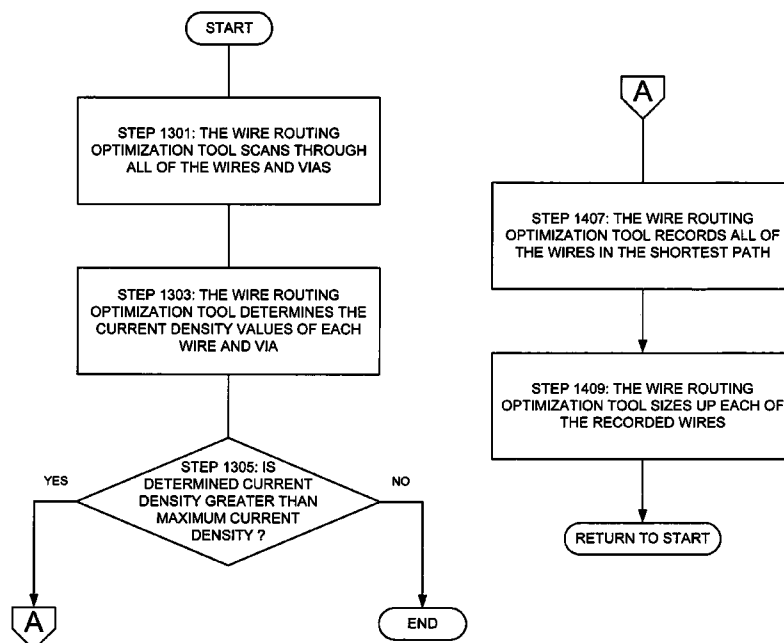 START
STEP 1301: THE WIRE ROUTING
OPTIMIZATION TOOL SCANS THROUGH
ALL OF THE WIRES AND VIAS
STEP 1303: THE WIRE ROUTING
OPTIMIZATION TOOL DETERMINES THE
CURRENT DENSITY VALUES OF EACH
WIRE AND VIA
STEP 1305: IS
DETERMINED CURRENT
DENSITY GREATER THAN
MAXIMUM CURRENT
DENSITY ?
YES
NO
A
END
A
STEP 1407: THE WIRE ROUTING
OPTIMIZATION TOOL RECORDS ALL OF
THE WIRES IN THE SHORTEST PATH
STEP 1409: THE WIRE ROUTING
OPTIMIZATION TOOL SIZES UP EACH OF
THE RECORDED WIRES
RETURN TO START